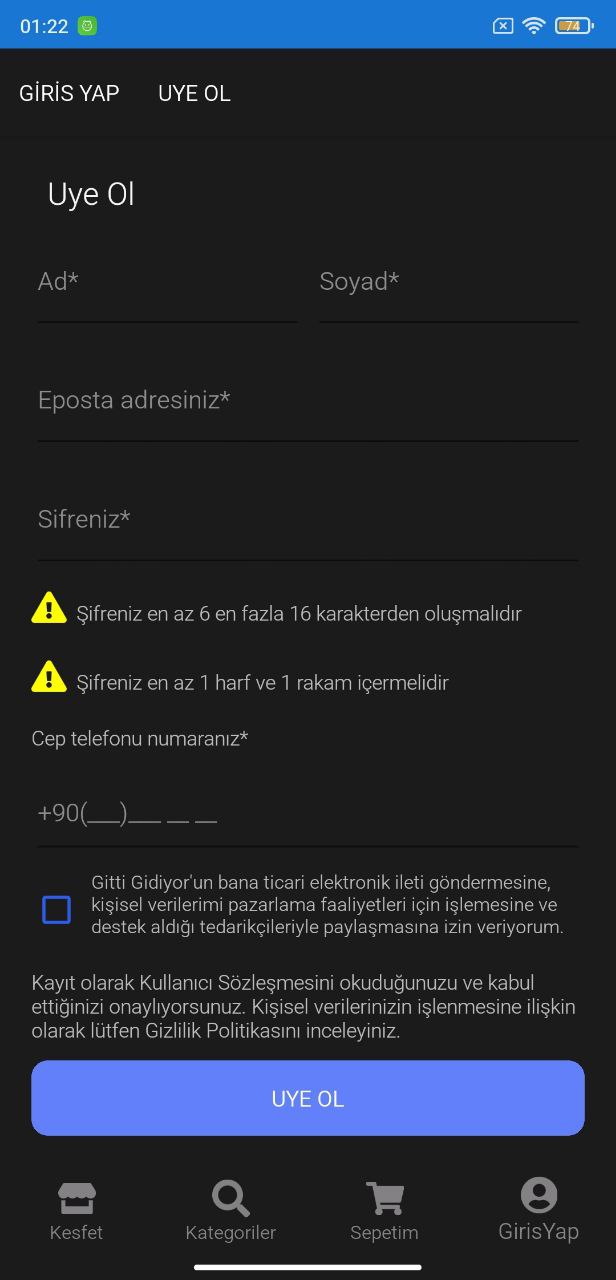 01:22
74
GİRİS YAP UYE OL
Uye Ol
Ad* Soyad*
Eposta adresiniz*
Sifreniz*
Şifreniz en az 6 en fazla 16 karakterden oluşmalıdır
Şifreniz en az 1 harf ve 1 rakam içermelidir
Cep telefonu numaranız*
+90(___)___ __ __
Gitti Gidiyor'un bana ticari elektronik ileti göndermesine,
kişisel verilerimi pazarlama faaliyetleri için işlemesine ve
destek aldığı tedarikçileriyle paylaşmasına izin veriyorum.
Kayıt olarak Kullanıcı Sözleşmesini okuduğunuzu ve kabul
ettiğinizi onaylıyorsunuz. Kişisel verilerinizin işlenmesine ilişkin
olarak lütfen Gizlilik Politikasını inceleyiniz.
UYE OL
Kesfet Kategoriler Sepetim GirisYap